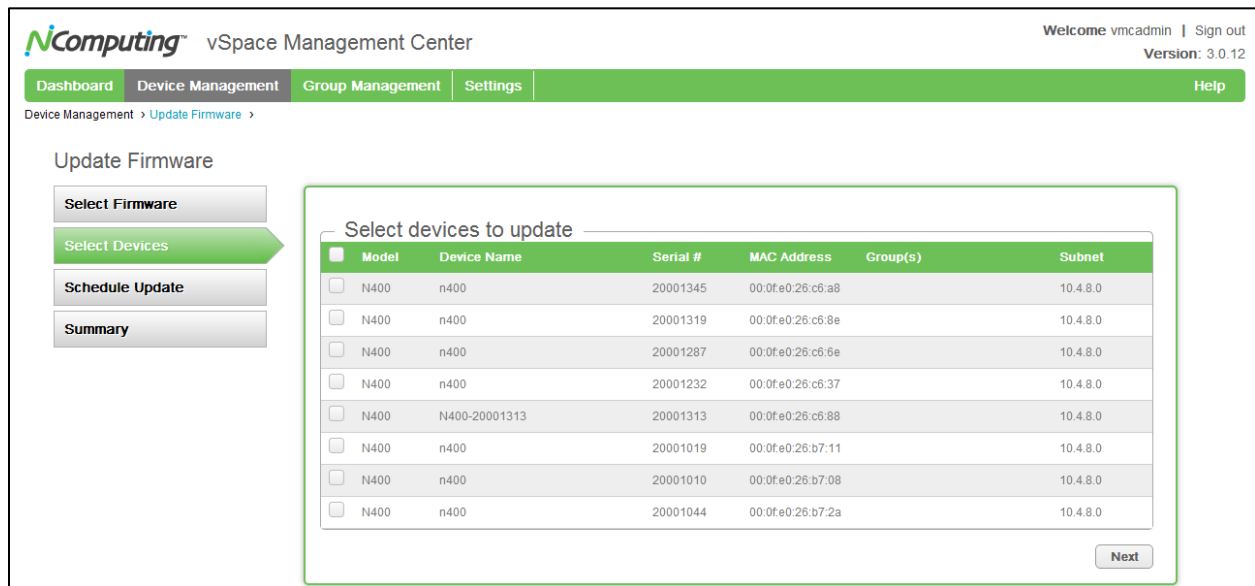 NComputing™ vSpace Management Center
Welcome vmcadmin | Sign out
Version: 3.0.12
Dashboard Device Management Group Management Settings Help
Device Management › Update Firmware ›
Update Firmware
Select Firmware
Select Devices
Schedule Update
Summary
Select devices to update
Model Device Name Serial # MAC Address Group(s) Subnet
N400 n400 20001345 00:0f:e0:26:c6:a8 10.4.8.0
N400 n400 20001319 00:0f:e0:26:c6:8e 10.4.8.0
N400 n400 20001287 00:0f:e0:26:c6:6e 10.4.8.0
N400 n400 20001232 00:0f:e0:26:c6:37 10.4.8.0
N400 N400-20001313 20001313 00:0f:e0:26:c6:88 10.4.8.0
N400 n400 20001019 00:0f:e0:26:b7:11 10.4.8.0
N400 n400 20001010 00:0f:e0:26:b7:08 10.4.8.0
N400 n400 20001044 00:0f:e0:26:b7:2a 10.4.8.0
Next